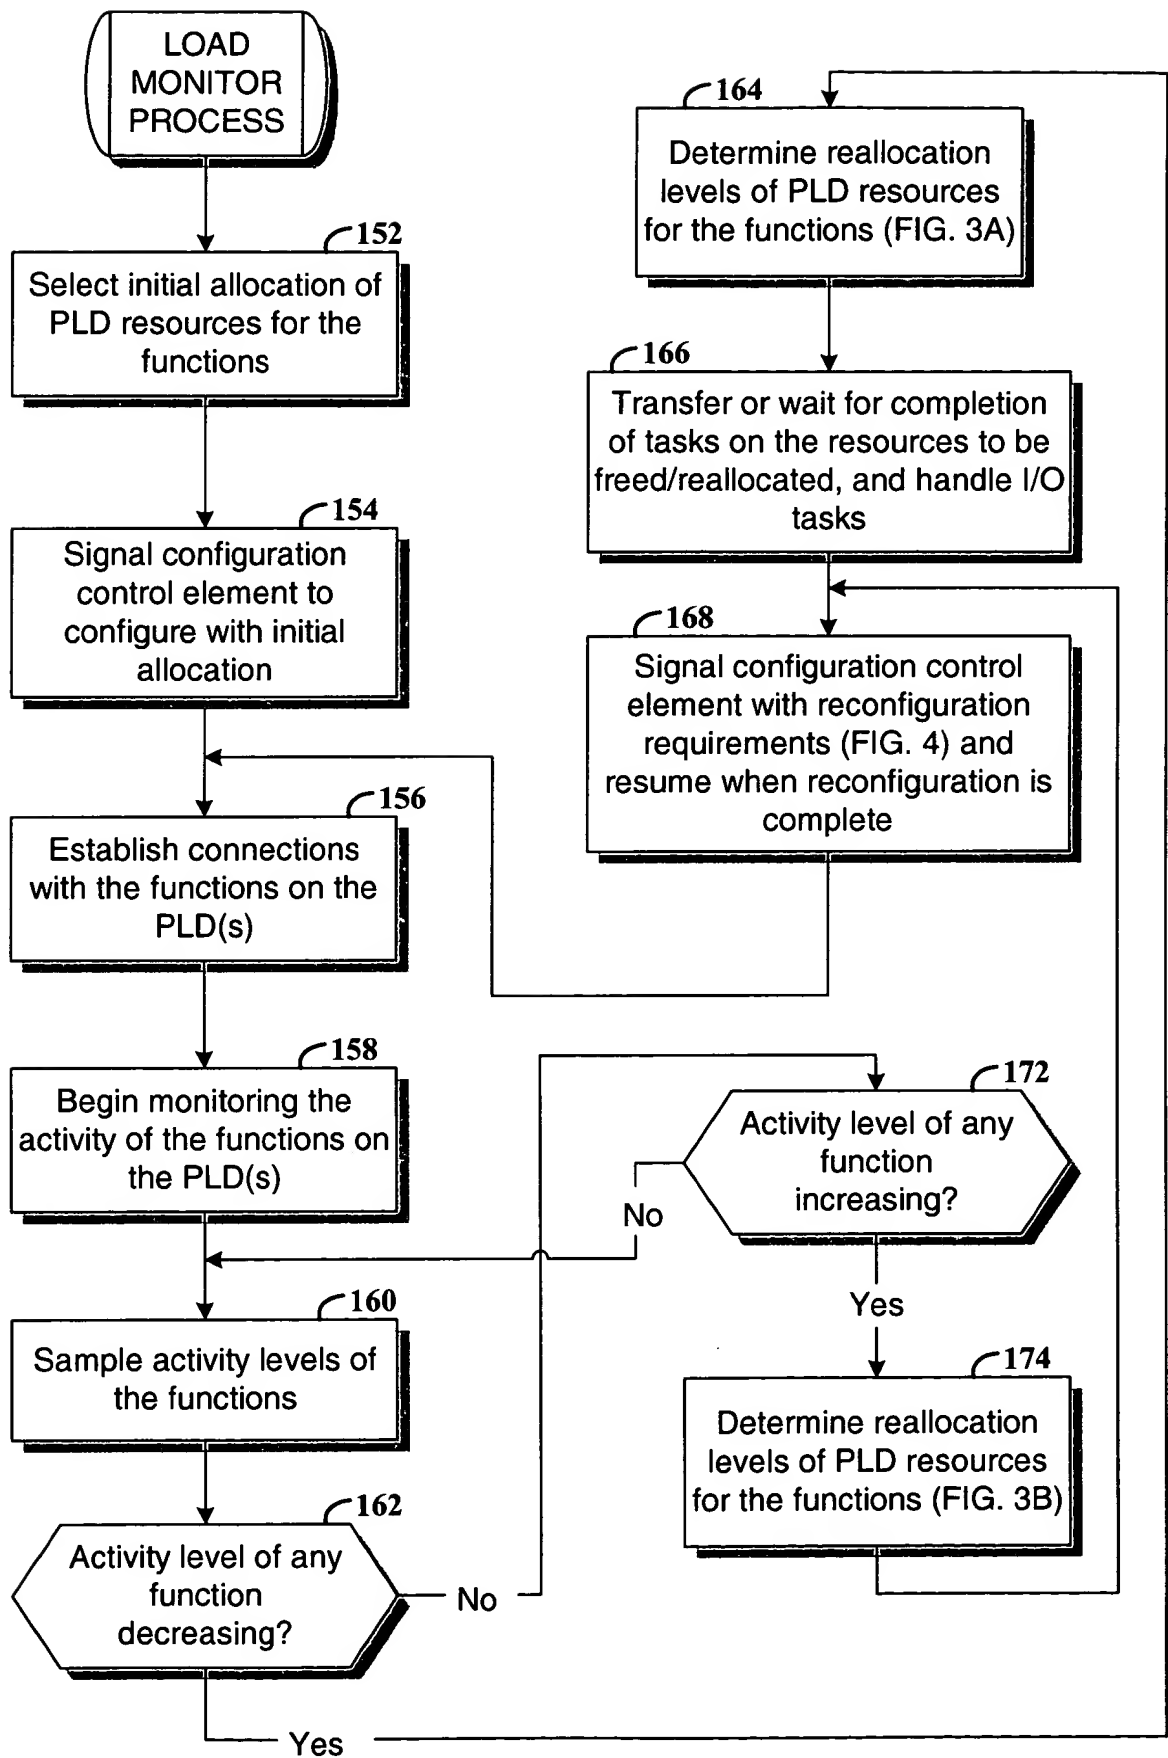 LOAD
MONITOR
PROCESS
152
Select initial allocation of
PLD resources for the
functions
154
Signal configuration
control element to
configure with initial
allocation
156
Establish connections
with the functions on the
PLD(s)
158
Begin monitoring the
activity of the functions on
the PLD(s)
160
Sample activity levels of
the functions
162
Activity level of any
function
decreasing?
No
Yes
164
Determine reallocation
levels of PLD resources
for the functions (FIG. 3A)
166
Transfer or wait for completion
of tasks on the resources to be
freed/reallocated, and handle I/O
tasks
168
Signal configuration control
element with reconfiguration
requirements (FIG. 4) and
resume when reconfiguration is
complete
172
Activity level of any
function
increasing?
No
Yes
174
Determine reallocation
levels of PLD resources
for the functions (FIG. 3B)